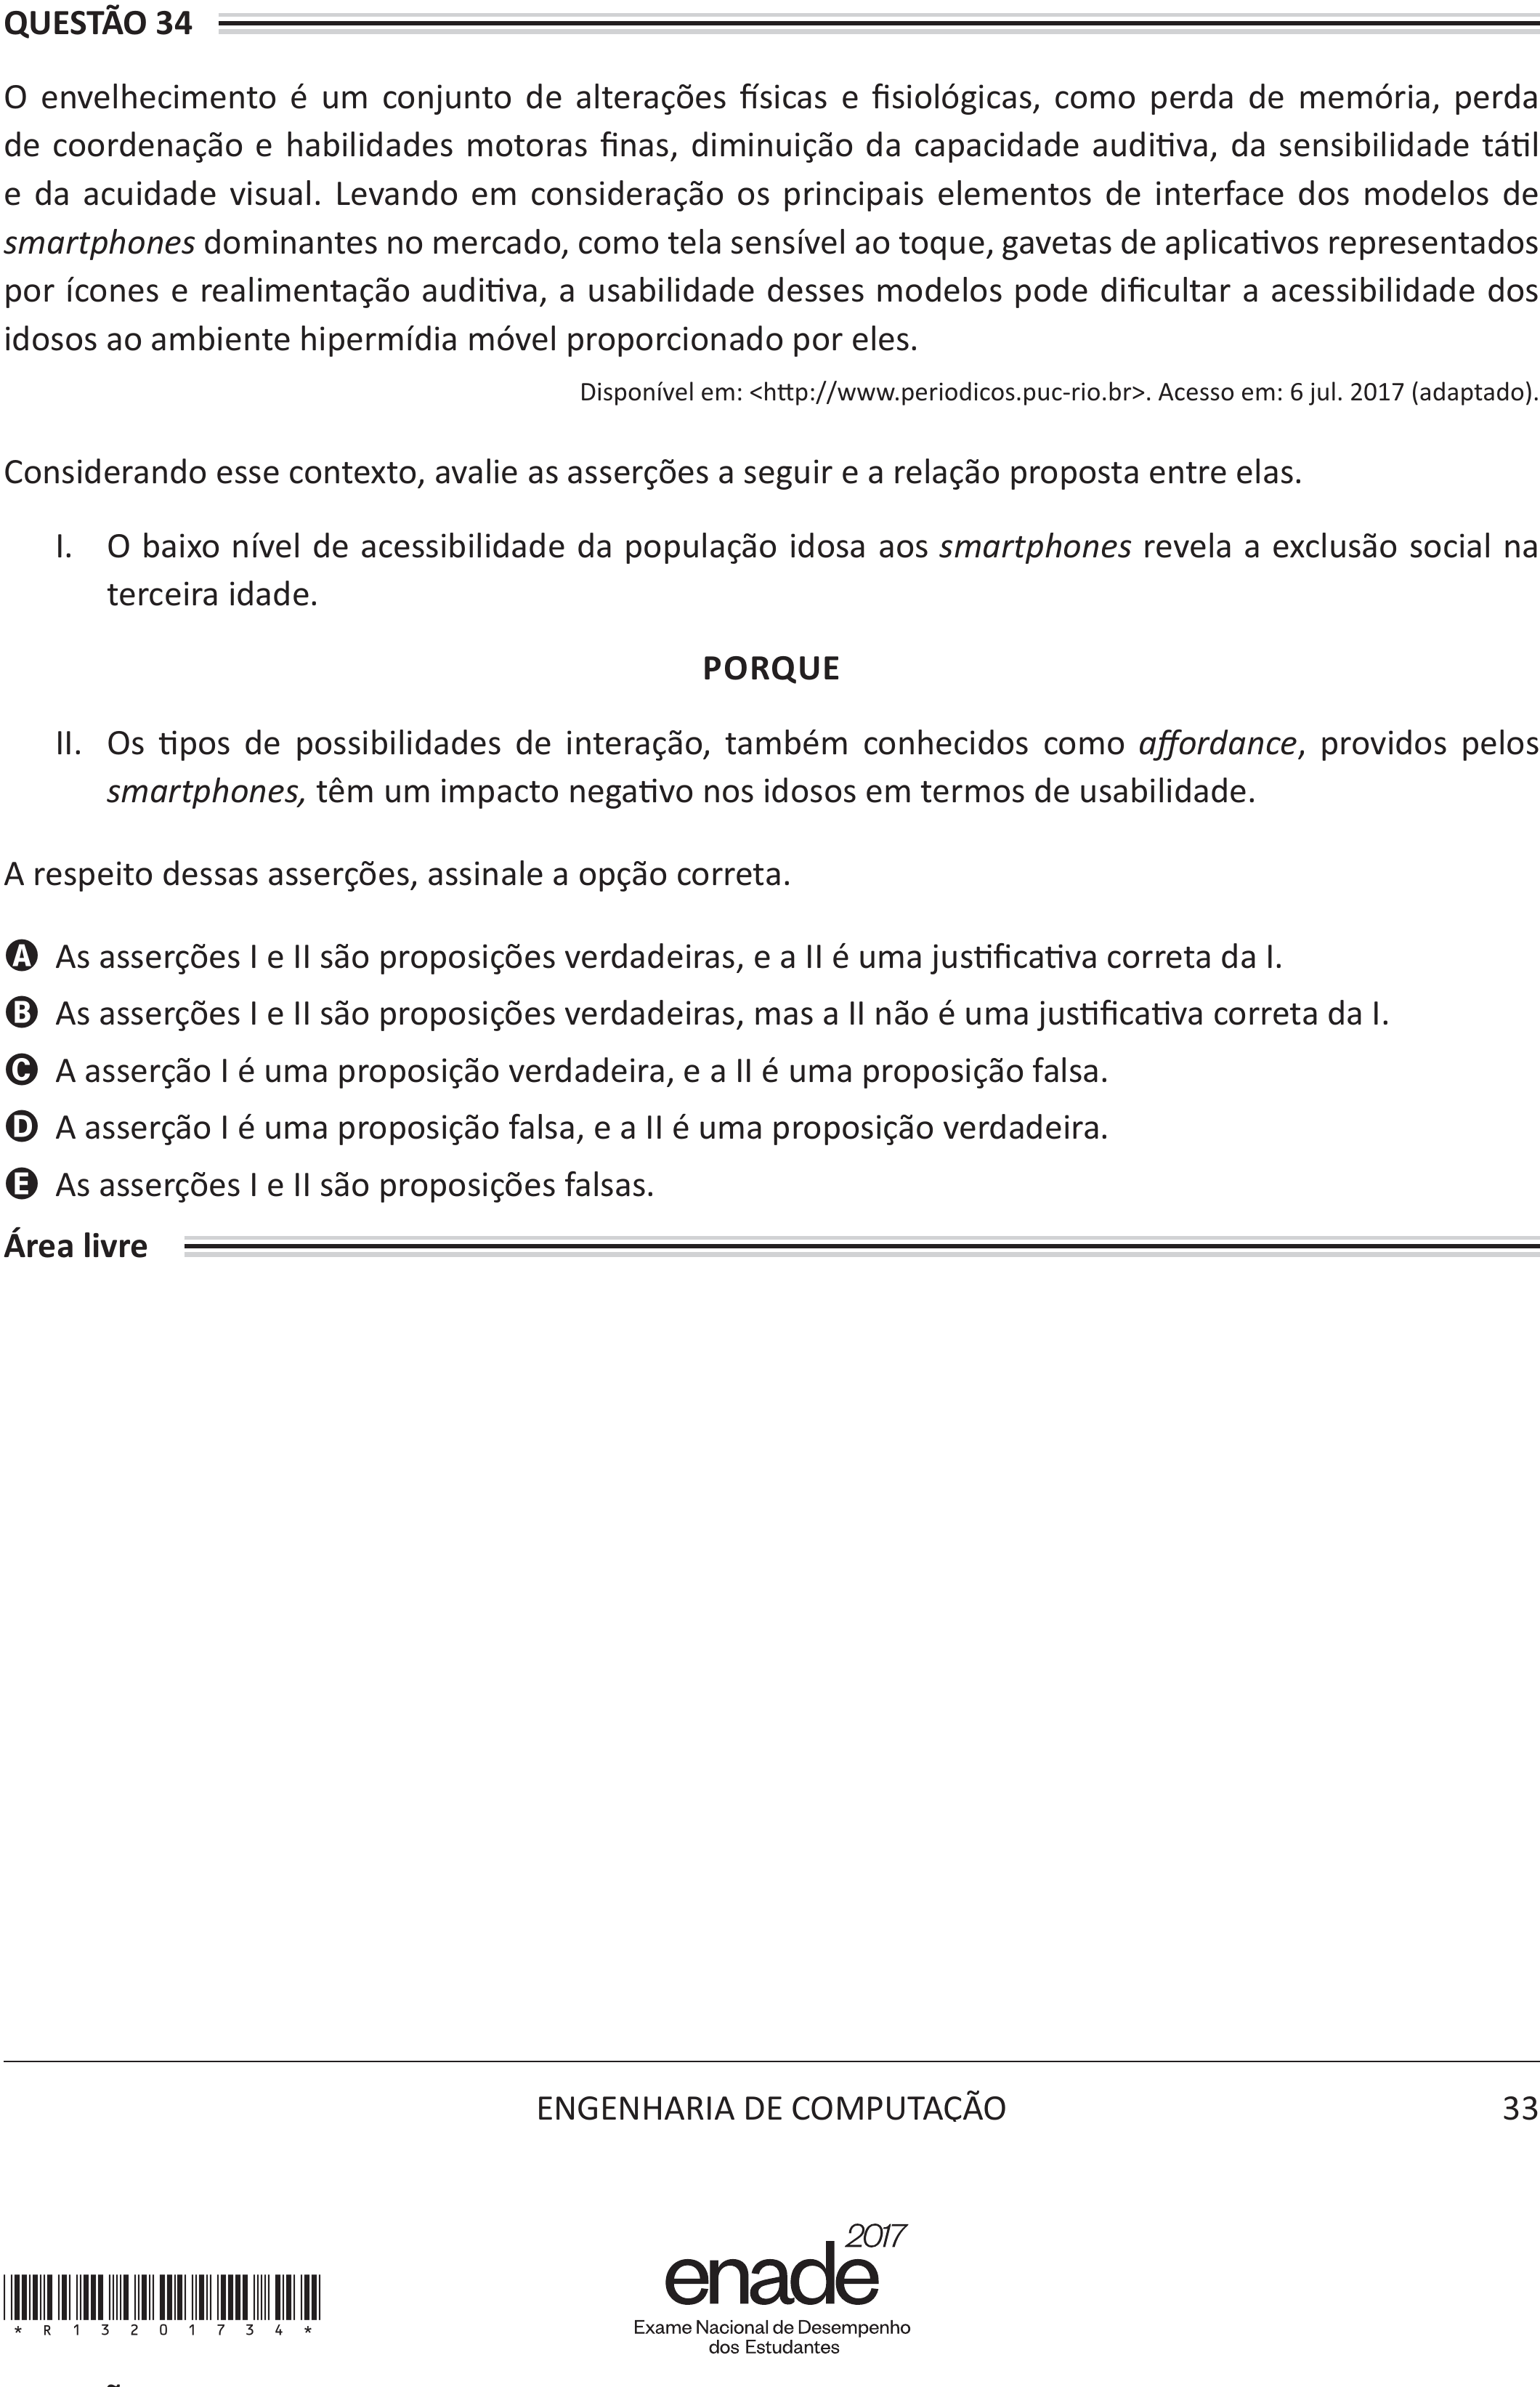 QUESTÃO 34
O envelhecimento é um conjunto de alterações físicas e fisiológicas, como perda de memória, perda
de coordenação e habilidades motoras finas, diminuição da capacidade auditiva, da sensibilidade tátil
e da acuidade visual. Levando em consideração os principais elementos de interface dos modelos de
smartphones dominantes no mercado, como tela sensível ao toque, gavetas de aplicativos representados
por ícones e realimentação auditiva, a usabilidade desses modelos pode dificultar a acessibilidade dos
idosos ao ambiente hipermídia móvel proporcionado por eles.
Disponível em: <http://www.periodicos.puc-rio.br>. Acesso em: 6 jul. 2017 (adaptado).
Considerando esse contexto, avalie as asserções a seguir e a relação proposta entre elas.
I. O baixo nível de acessibilidade da população idosa aos smartphones revela a exclusão social na
terceira idade.
PORQUE
II. Os tipos de possibilidades de interação, também conhecidos como affordance, providos pelos
smartphones, têm um impacto negativo nos idosos em termos de usabilidade.
A respeito dessas asserções, assinale a opção correta.
A As asserções I e II são proposições verdadeiras, e a II é uma justificativa correta da I.
B As asserções I e II são proposições verdadeiras, mas a II não é uma justificativa correta da I.
C A asserção I é uma proposição verdadeira, e a II é uma proposição falsa.
D A asserção I é uma proposição falsa, e a II é uma proposição verdadeira.
E As asserções I e II são proposições falsas.
Área livre
ENGENHARIA DE COMPUTAÇÃO 33
2017
enade
Exame Nacional de Desempenho
dos Estudantes
* R 1 3 2 0 1 7 3 4 *